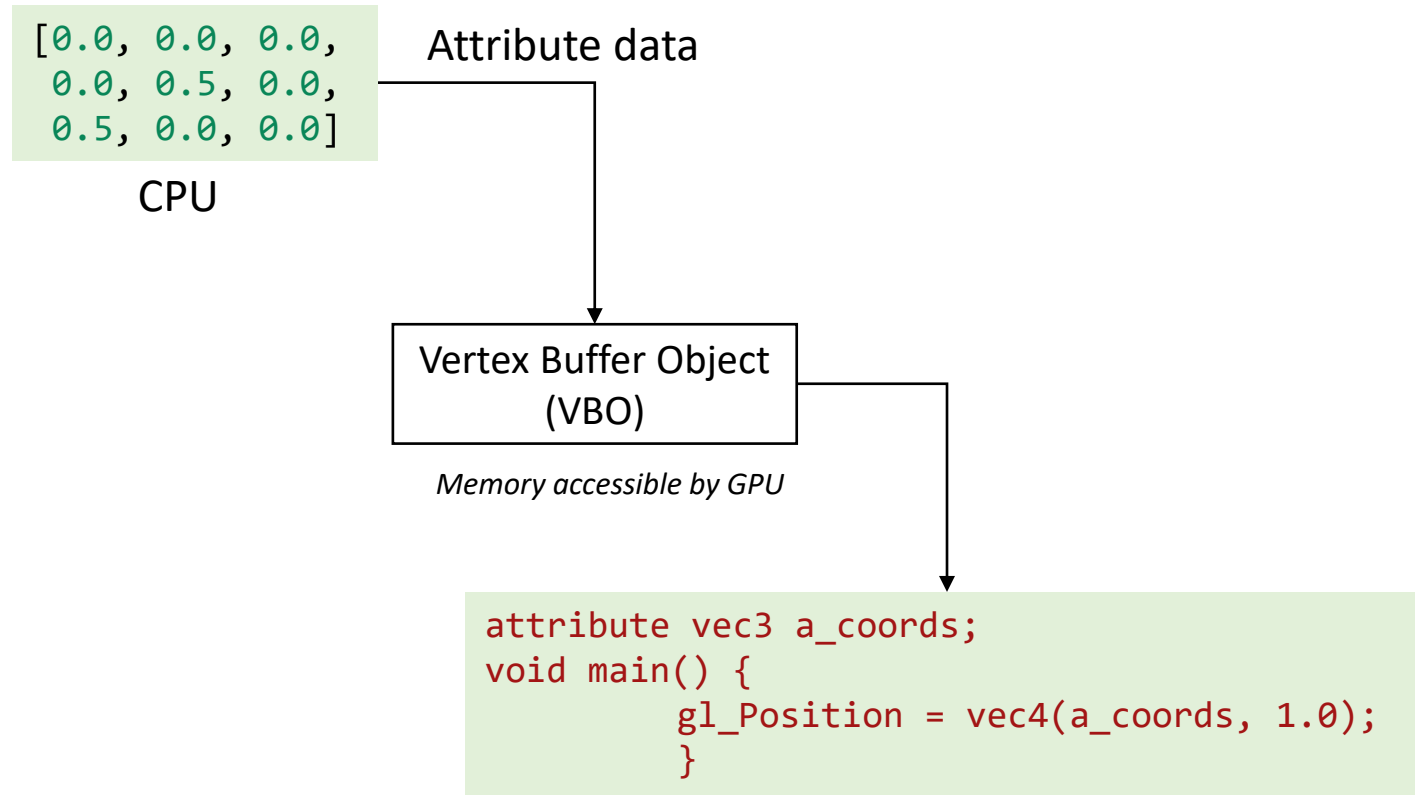 [0.0, 0.0, 0.0,
0.0, 0.5, 0.0,
0.5, 0.0, 0.0]
Attribute data
CPU
Vertex Buffer Object
(VBO)
Memory accessible by GPU
attribute vec3 a_coords;
void main() {
gl_Position = vec4(a_coords, 1.0);
}